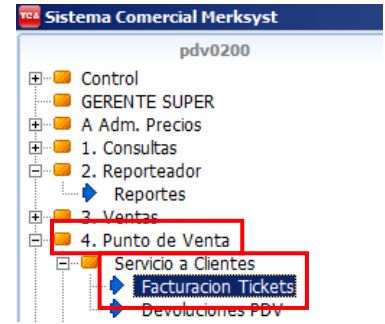 TCA Sistema Comercial Merksyst
pdv0200
Control
GERENTE SUPER
A Adm. Precios
1. Consultas
2. Reporteador
Reportes
3. Ventas
4. Punto de Venta
Servicio a Clientes
Facturacion Tickets
Devoluciones PDV